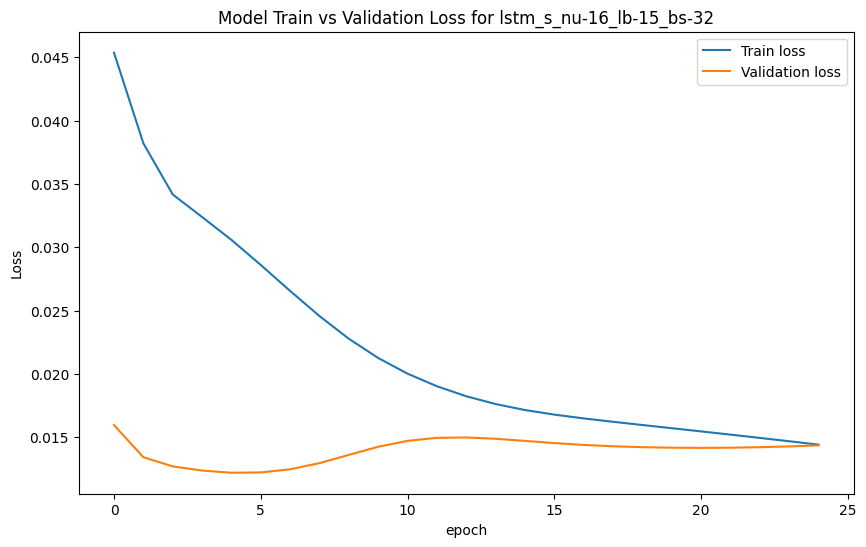 Model Train vs Validation Loss for lstm_s_nu-16_lb-15_bs-32
Train loss
Validation loss
0.045
0.040
0.035
0.030
0.025
0.020
0.015
Loss
0 5 10 15 20 25
epoch